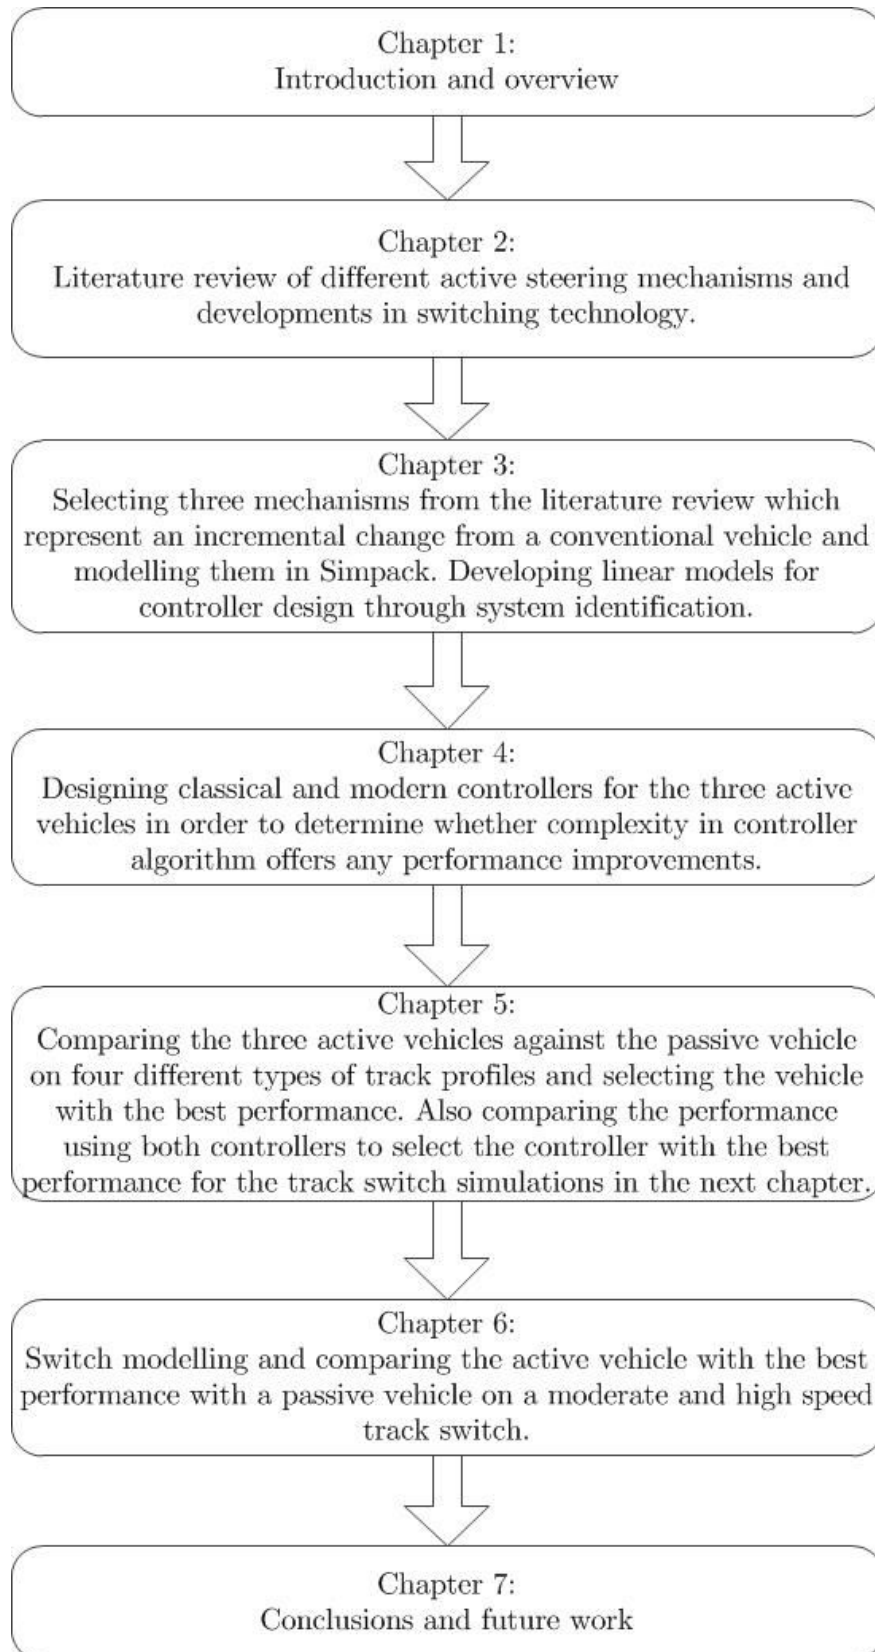 Chapter 1:
Introduction and overview
Chapter 2:
Literature review of different active steering mechanisms and
developments in switching technology.
Chapter 3:
Selecting three mechanisms from the literature review which
represent an incremental change from a conventional vehicle and
modelling them in Simpack. Developing linear models for
controller design through system identification.
Chapter 4:
Designing classical and modern controllers for the three active
vehicles in order to determine whether complexity in controller
algorithm offers any performance improvements.
Chapter 5:
Comparing the three active vehicles against the passive vehicle
on four different types of track profiles and selecting the vehicle
with the best performance. Also comparing the performance
using both controllers to select the controller with the best
performance for the track switch simulations in the next chapter.
Chapter 6:
Switch modelling and comparing the active vehicle with the best
performance with a passive vehicle on a moderate and high speed
track switch.
Chapter 7:
Conclusions and future work